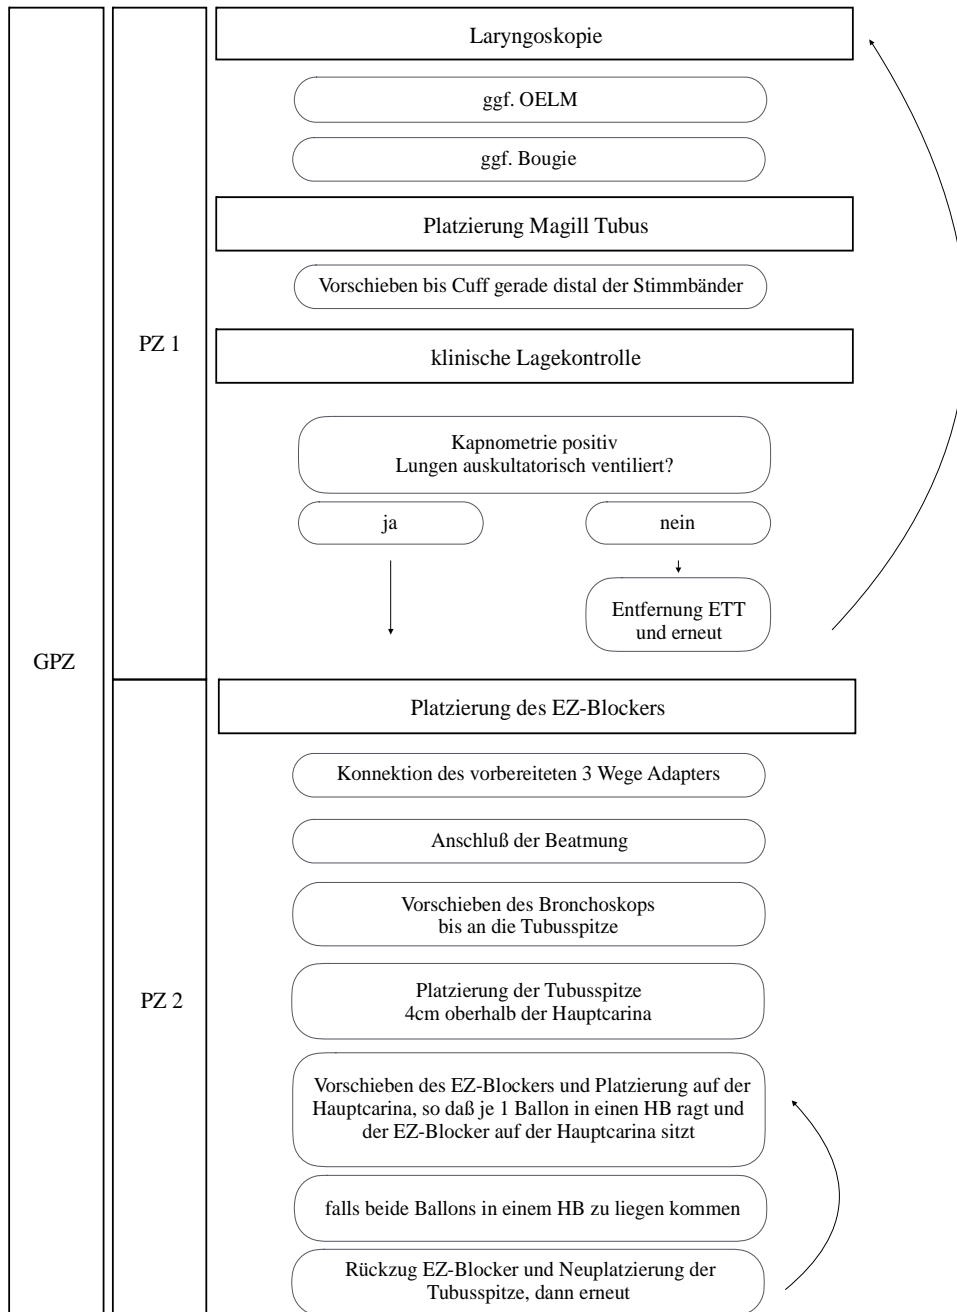 Laryngoskopie
ggf. OELM
ggf. Bougie
Platzierung Magill Tubus
Vorschieben bis Cuff gerade distal der Stimmbänder
PZ 1
klinische Lagekontrolle
Kapnometrie positiv
Lungen auskultatorisch ventiliert?
ja
nein
Entfernung ETT
und erneut
GPZ
Platzierung des EZ-Blockers
Konnektion des vorbereiteten 3 Wege Adapters
Anschluß der Beatmung
Vorschieben des Bronchoskops
bis an die Tubusspitze
PZ 2
Platzierung der Tubusspitze
4cm oberhalb der Hauptcarina
Vorschieben des EZ-Blockers und Platzierung auf der
Hauptcarina, so daß je 1 Ballon in einen HB ragt und
der EZ-Blocker auf der Hauptcarina sitzt
falls beide Ballons in einem HB zu liegen kommen
Rückzug EZ-Blocker und Neuplatzierung der
Tubusspitze, dann erneut